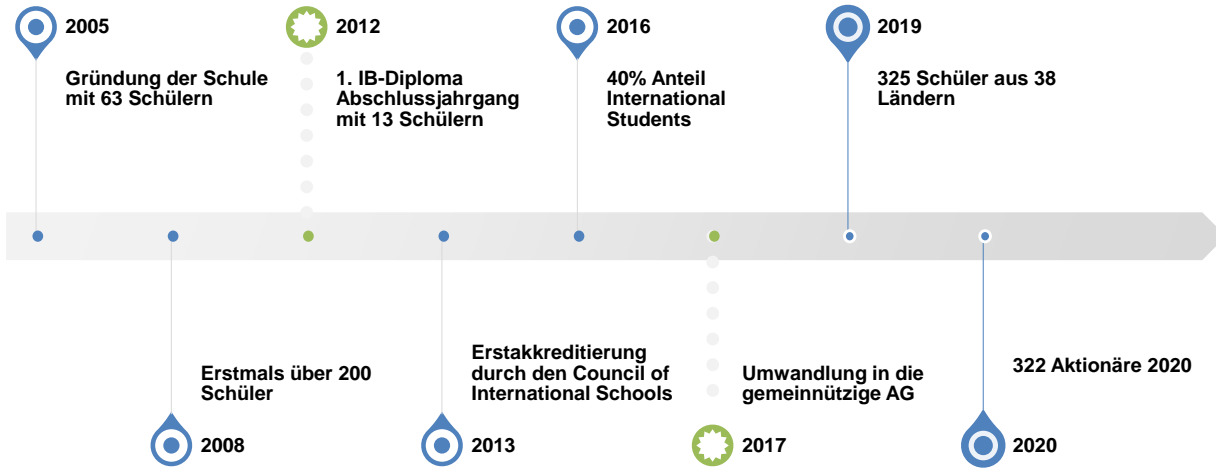 2005
Gründung der Schule
mit 63 Schülern
2012
1. IB-Diploma
Abschlussjahrgang
mit 13 Schülern
2016
40% Anteil
International
Students
2019
325 Schüler aus 38
Ländern
Erstmals über 200
Schüler
2008
Erstakkreditierung
durch den Council of
International Schools
2013
Umwandlung in die
gemeinnützige AG
2017
322 Aktionäre 2020
2020